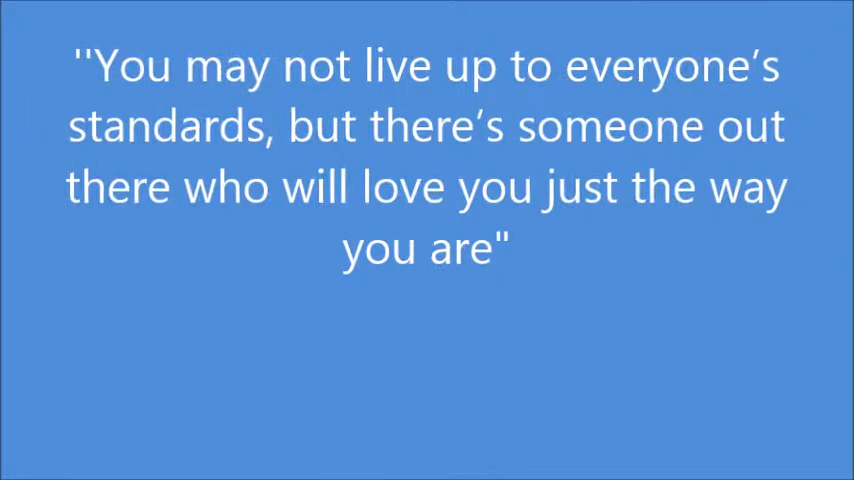 ''You may not live up to everyone’s
standards, but there’s someone out
there who will love you just the way
you are"